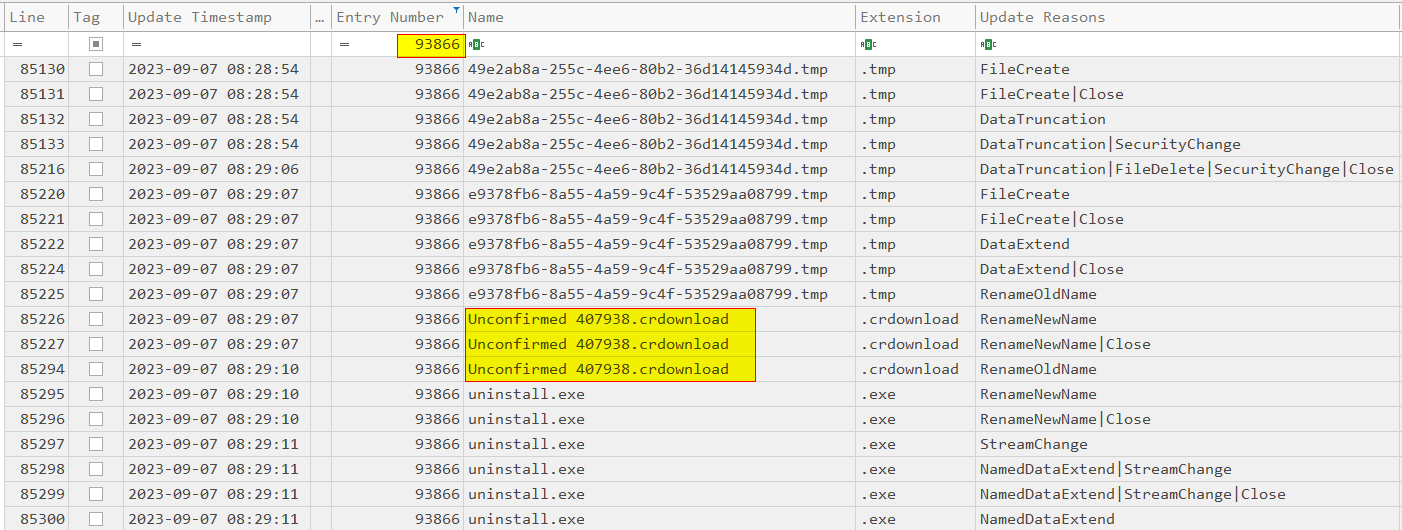 Line Tag Update Timestamp … Entry Number Name Extension Update Reasons
= ■ = = 93866 ABC ABC ABC
85130 2023-09-07 08:28:54 93866 49e2ab8a-255c-4ee6-80b2-36d14145934d.tmp .tmp FileCreate
85131 2023-09-07 08:28:54 93866 49e2ab8a-255c-4ee6-80b2-36d14145934d.tmp .tmp FileCreate|Close
85132 2023-09-07 08:28:54 93866 49e2ab8a-255c-4ee6-80b2-36d14145934d.tmp .tmp DataTruncation
85133 2023-09-07 08:28:54 93866 49e2ab8a-255c-4ee6-80b2-36d14145934d.tmp .tmp DataTruncation|SecurityChange
85216 2023-09-07 08:29:06 93866 49e2ab8a-255c-4ee6-80b2-36d14145934d.tmp .tmp DataTruncation|FileDelete|SecurityChange|Close
85220 2023-09-07 08:29:07 93866 e9378fb6-8a55-4a59-9c4f-53529aa08799.tmp .tmp FileCreate
85221 2023-09-07 08:29:07 93866 e9378fb6-8a55-4a59-9c4f-53529aa08799.tmp .tmp FileCreate|Close
85222 2023-09-07 08:29:07 93866 e9378fb6-8a55-4a59-9c4f-53529aa08799.tmp .tmp DataExtend
85224 2023-09-07 08:29:07 93866 e9378fb6-8a55-4a59-9c4f-53529aa08799.tmp .tmp DataExtend|Close
85225 2023-09-07 08:29:07 93866 e9378fb6-8a55-4a59-9c4f-53529aa08799.tmp .tmp RenameOldName
85226 2023-09-07 08:29:07 93866 Unconfirmed 407938.crdownload .crdownload RenameNewName
85227 2023-09-07 08:29:07 93866 Unconfirmed 407938.crdownload .crdownload RenameNewName|Close
85294 2023-09-07 08:29:10 93866 Unconfirmed 407938.crdownload .crdownload RenameOldName
85295 2023-09-07 08:29:10 93866 uninstall.exe .exe RenameNewName
85296 2023-09-07 08:29:10 93866 uninstall.exe .exe RenameNewName|Close
85297 2023-09-07 08:29:11 93866 uninstall.exe .exe StreamChange
85298 2023-09-07 08:29:11 93866 uninstall.exe .exe NamedDataExtend|StreamChange
85299 2023-09-07 08:29:11 93866 uninstall.exe .exe NamedDataExtend|StreamChange|Close
85300 2023-09-07 08:29:11 93866 uninstall.exe .exe NamedDataExtend